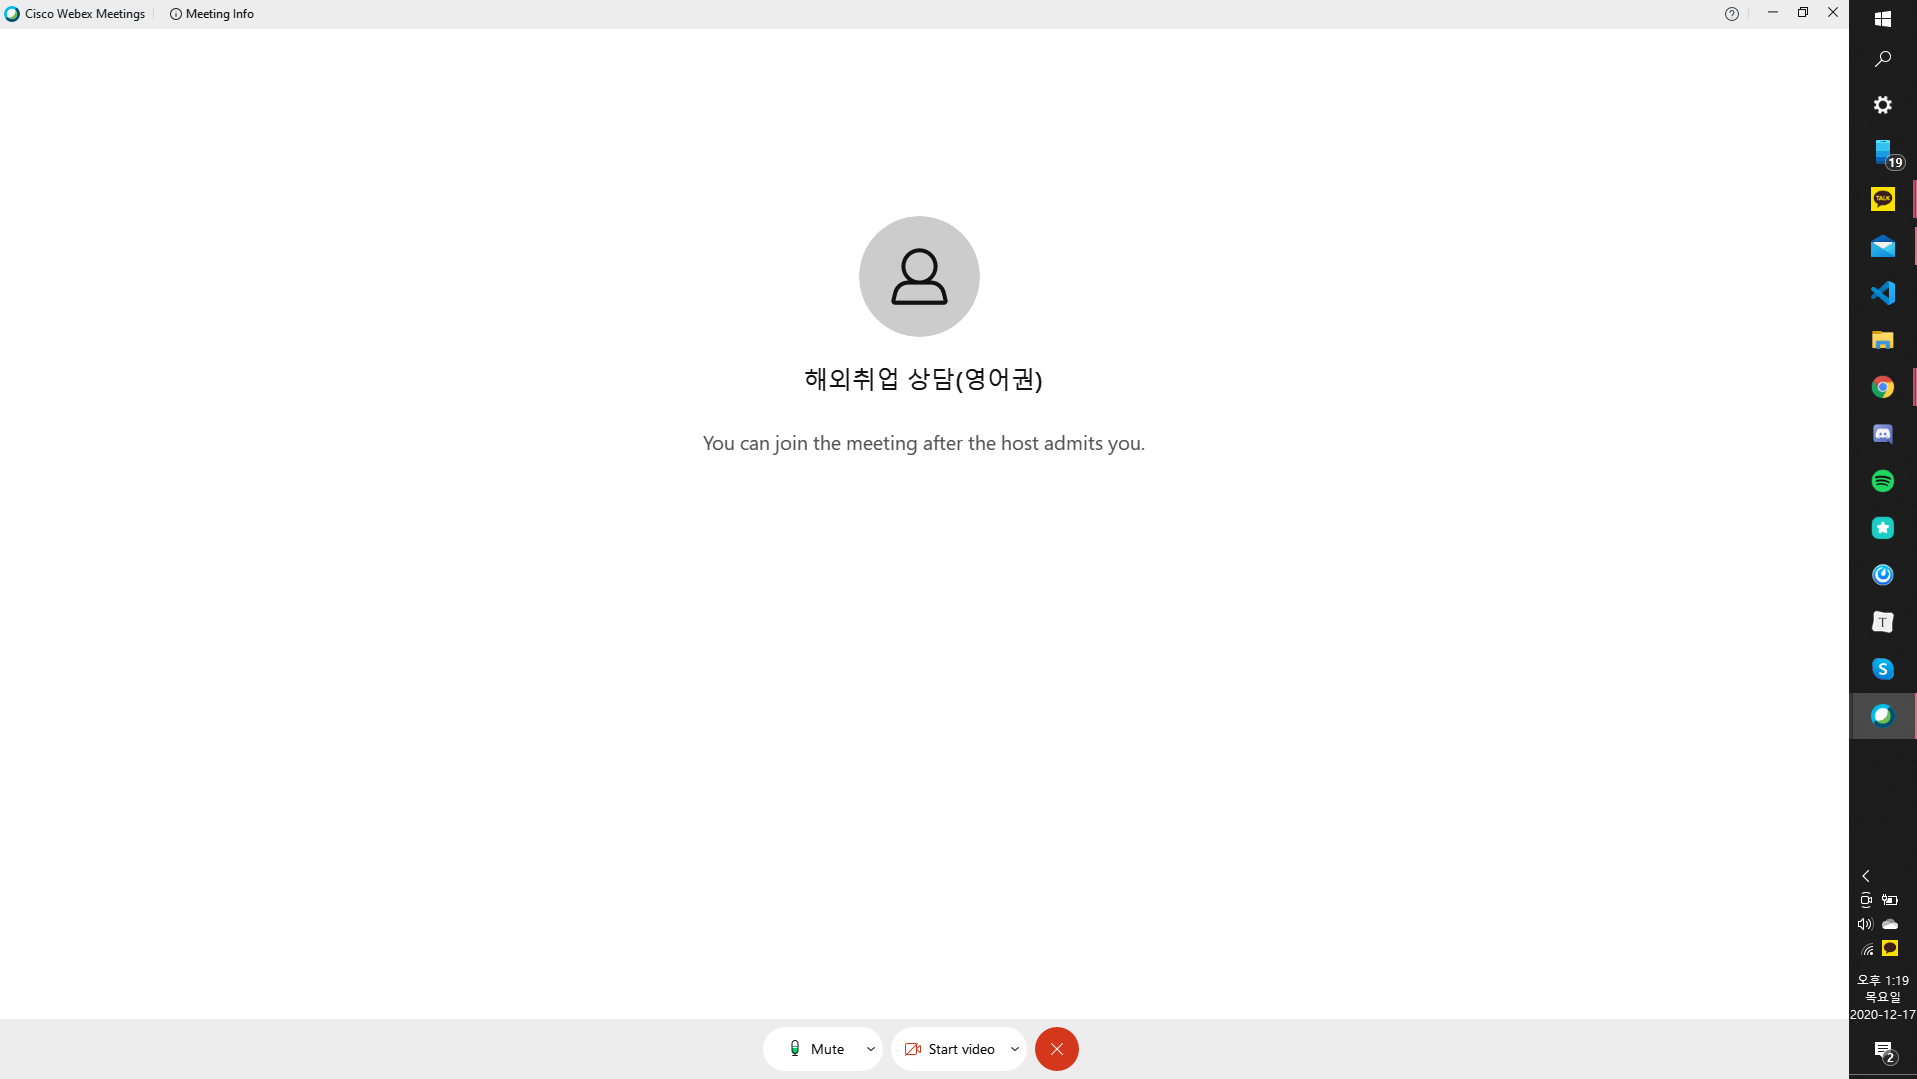 Cisco Webex Meetings
Meeting Info
해외취업 상담(영어권)
You can join the meeting after the host admits you.
Mute
Start video
19
TALK
T
S
오후 1:19
목요일
2020-12-17
2